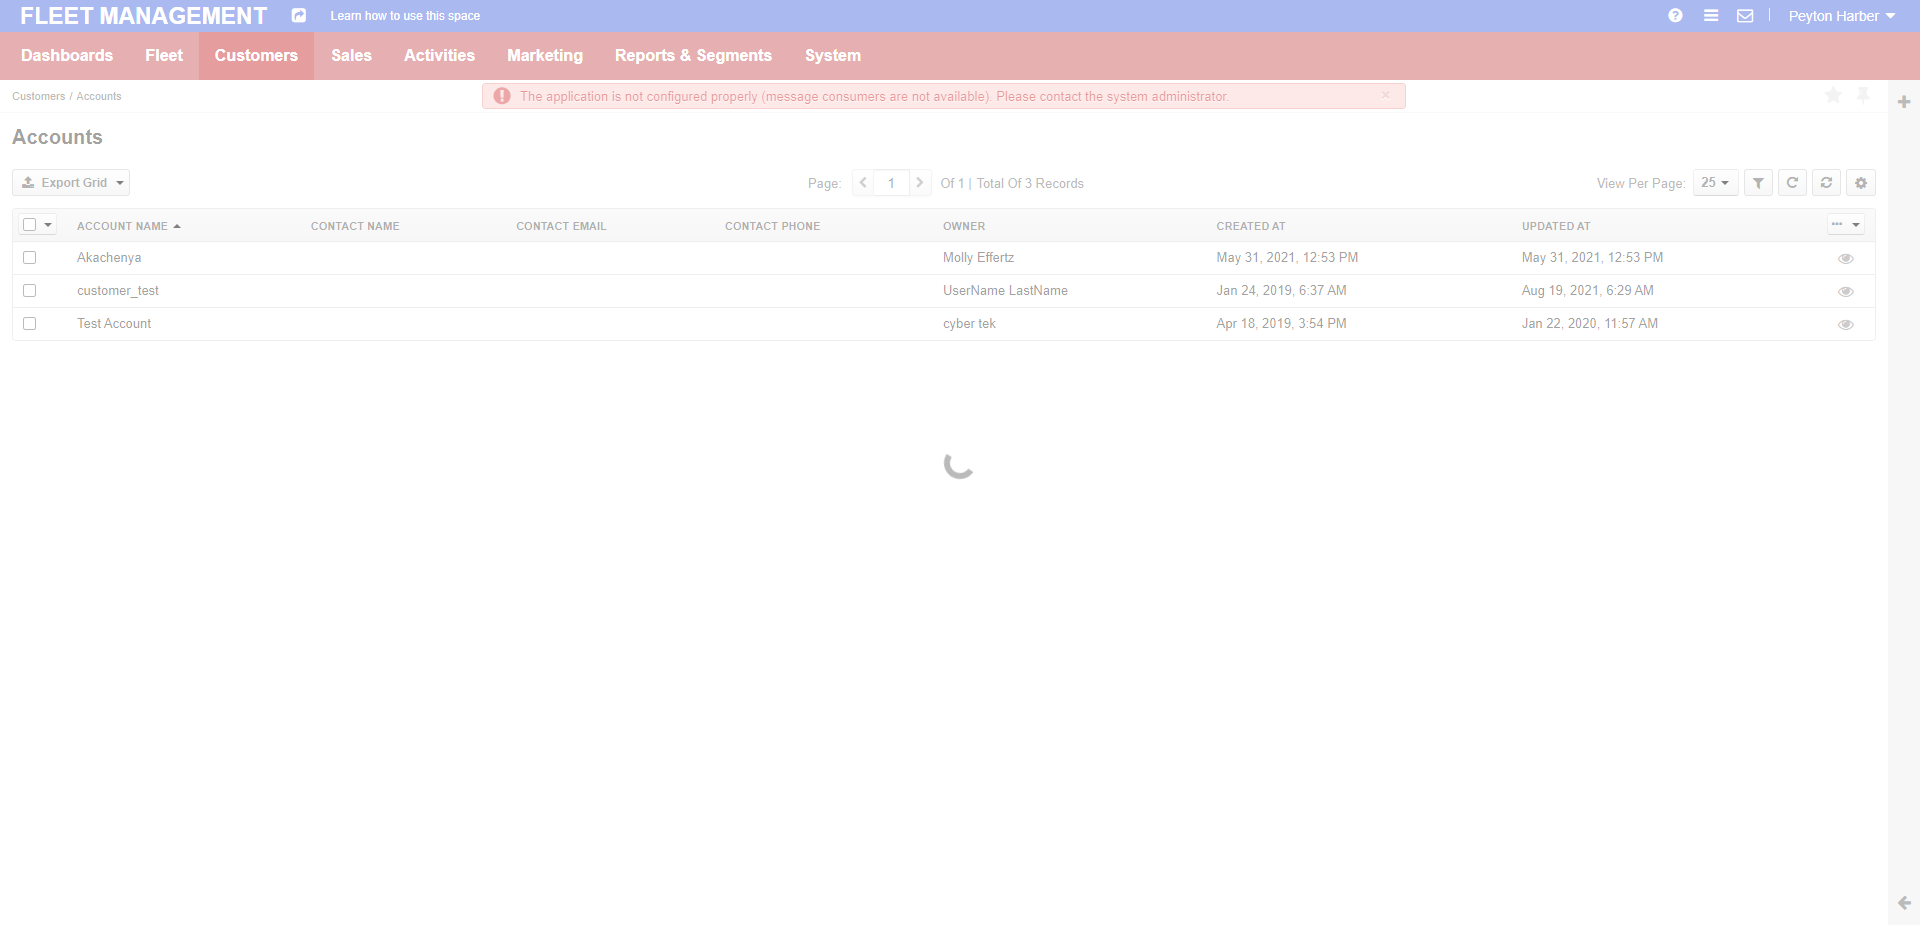 FLEET MANAGEMENT Learn how to use this space Peyton Harber
Dashboards Fleet Customers Sales Activities Marketing Reports & Segments System
Customers / Accounts
The application is not configured properly (message consumers are not available). Please contact the system administrator.
Accounts
Export Grid Page: 1 Of 1 | Total Of 3 Records View Per Page: 25
ACCOUNT NAME CONTACT NAME CONTACT EMAIL CONTACT PHONE OWNER CREATED AT UPDATED AT
Akachenya Molly Effertz May 31, 2021, 12:53 PM May 31, 2021, 12:53 PM
customer_test UserName LastName Jan 24, 2019, 6:37 AM Aug 19, 2021, 6:29 AM
Test Account cyber tek Apr 18, 2019, 3:54 PM Jan 22, 2020, 11:57 AM